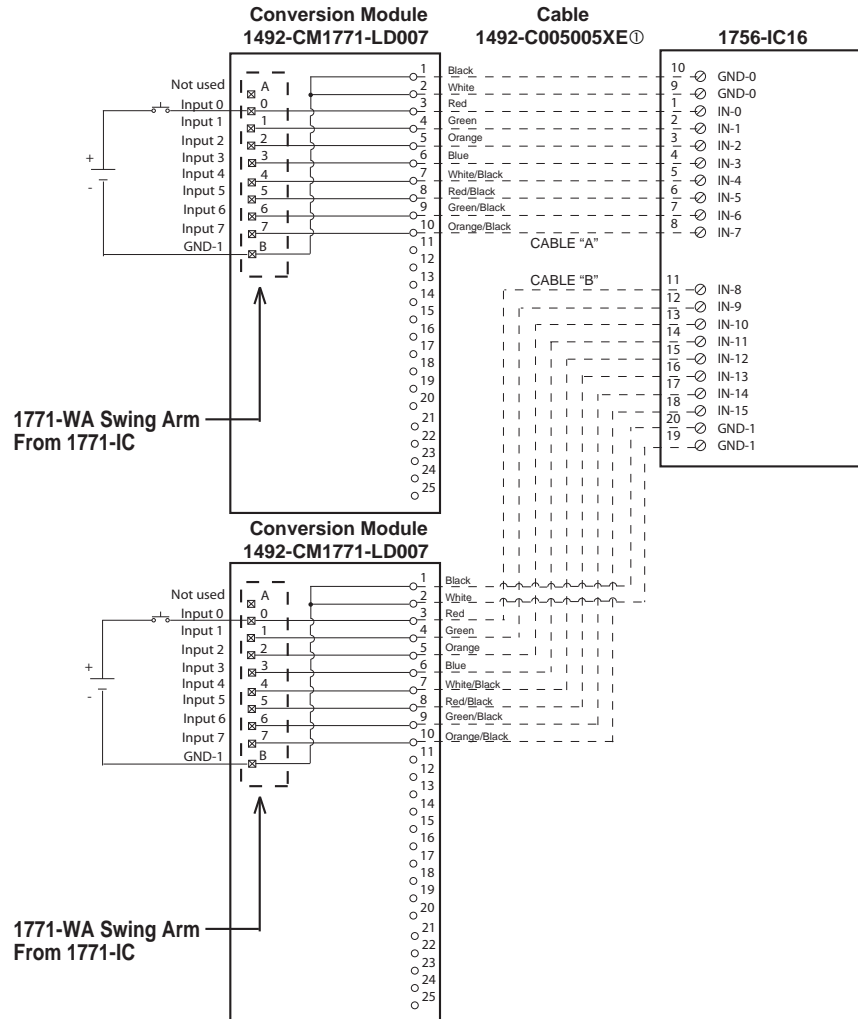 Conversion Module
1492-CM1771-LD007
Cable
1492-C005005XE①
1756-IC16
Not used
Input 0
Input 1
Input 2
Input 3
Input 4
Input 5
Input 6
Input 7
GND-1
+
-
A
0
1
2
3
4
5
6
7
B
1 Black
2 White
3 Red
4 Green
5 Orange
6 Blue
7 White/Black
8 Red/Black
9 Green/Black
10 Orange/Black
11
12
13
14
15
16
17
18
19
20
21
22
23
24
25
CABLE “A”
CABLE “B”
10 GND-0
9 GND-0
1 IN-0
2 IN-1
3 IN-2
4 IN-3
5 IN-4
6 IN-5
7 IN-6
8 IN-7
11 IN-8
12 IN-9
13 IN-10
14 IN-11
15 IN-12
16 IN-13
17 IN-14
18 IN-15
20 GND-1
19 GND-1
1771-WA Swing Arm
From 1771-IC
Conversion Module
1492-CM1771-LD007
Not used
Input 0
Input 1
Input 2
Input 3
Input 4
Input 5
Input 6
Input 7
GND-1
+
-
A
0
1
2
3
4
5
6
7
B
1 Black
2 White
3 Red
4 Green
5 Orange
6 Blue
7 White/Black
8 Red/Black
9 Green/Black
10 Orange/Black
11
12
13
14
15
16
17
18
19
20
21
22
23
24
25
1771-WA Swing Arm
From 1771-IC